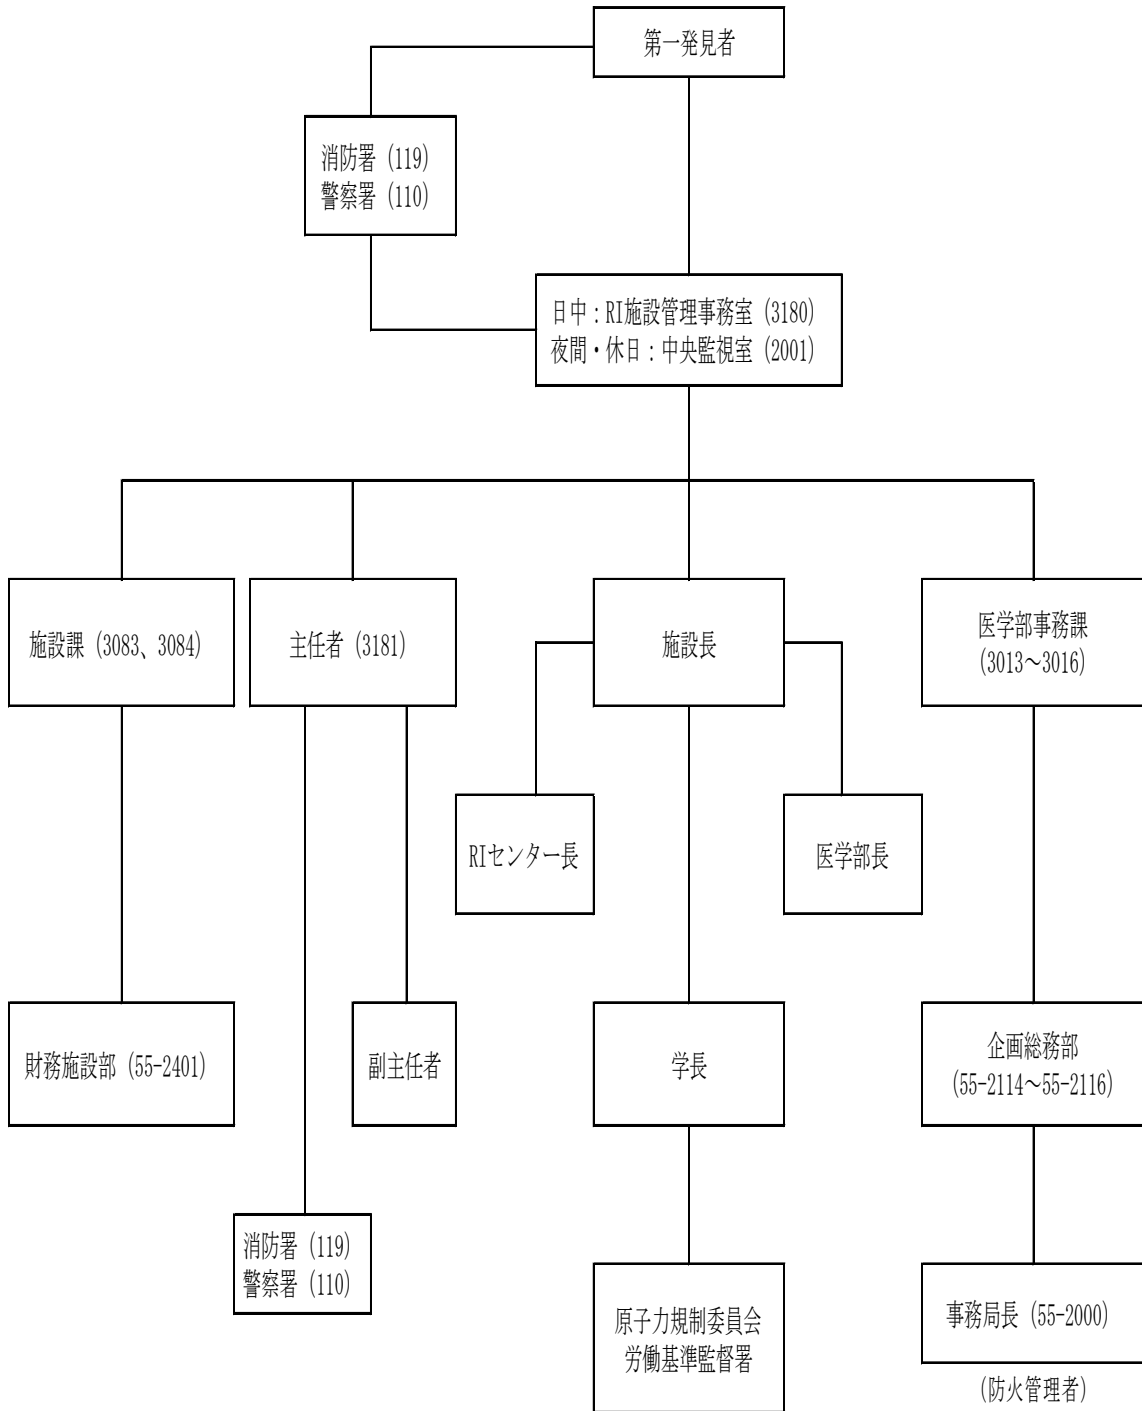 第一発見者
消防署 (119)
警察署 (110)
日中：RI施設管理事務室 (3180)
夜間・休日：中央監視室 (2001)
施設課 (3083、3084)
主任者 (3181)
施設長
医学部事務課
(3013～3016)
RIセンター長
医学部長
財務施設部 (55-2401)
副主任者
学長
企画総務部
(55-2114～55-2116)
消防署 (119)
警察署 (110)
原子力規制委員会
労働基準監督署
事務局長 (55-2000)
(防火管理者)